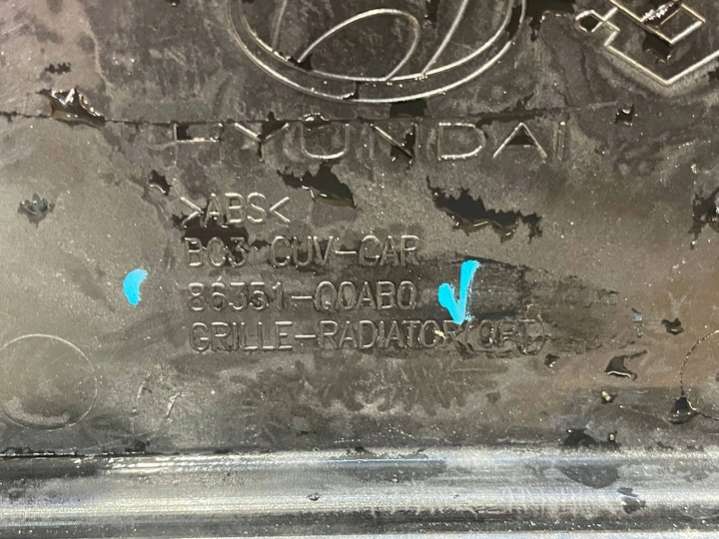 HYUNDAI
>ABS<
BC3 CUV-CAR
86351-Q0AB0
GRILLE-RADIATOR